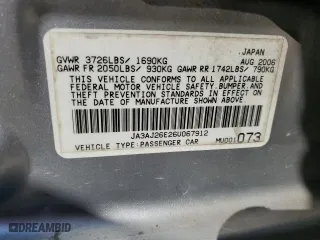 JAPAN
GVWR 3726LBS/ 1690KG AUG 2006
GAWR FR 2050LBS/ 930KG GAWR RR 1742LBS/ 790KG
THIS VEHICLE CONFORMS TO ALL APPLICABLE
FEDERAL MOTOR VEHICLE SAFETY,BUMPER,AND
THEFT PREVENTION STANDARDS IN EFFECT ON
THE DATE OF MANUFACTURE SHOWN ABOVE.
JA3AJ26E26U067912
VEHICLE TYPE:PASSENGER CAR MU001073
DREAMBID